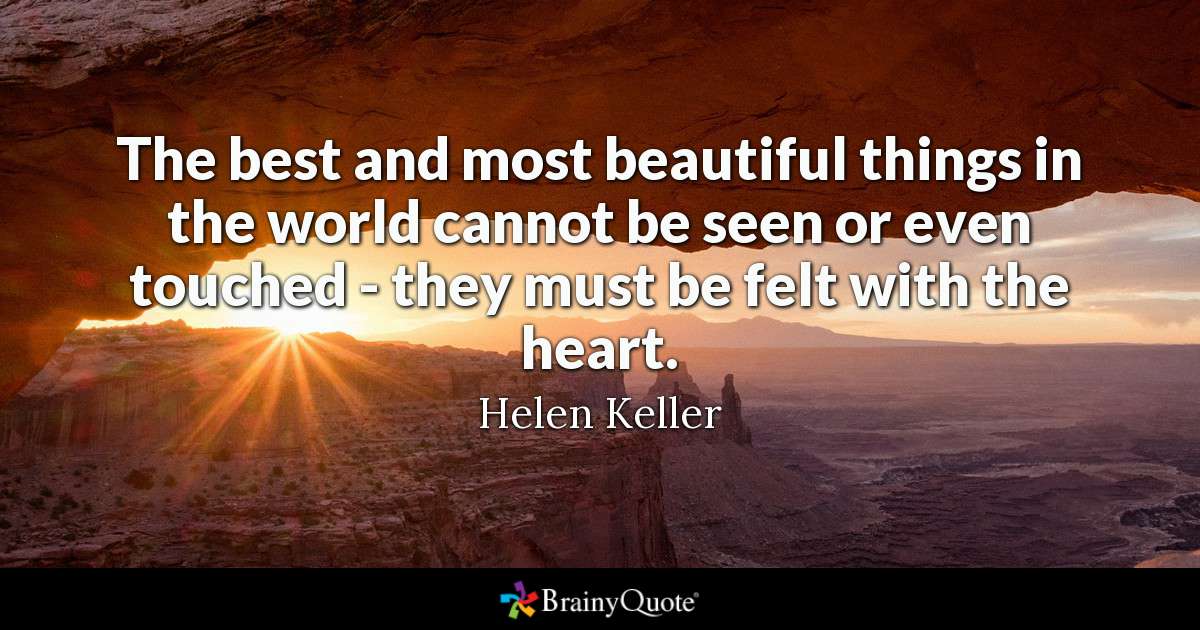 The best and most beautiful things in
the world cannot be seen or even
touched - they must be felt with the
heart.
Helen Keller
BrainyQuote®